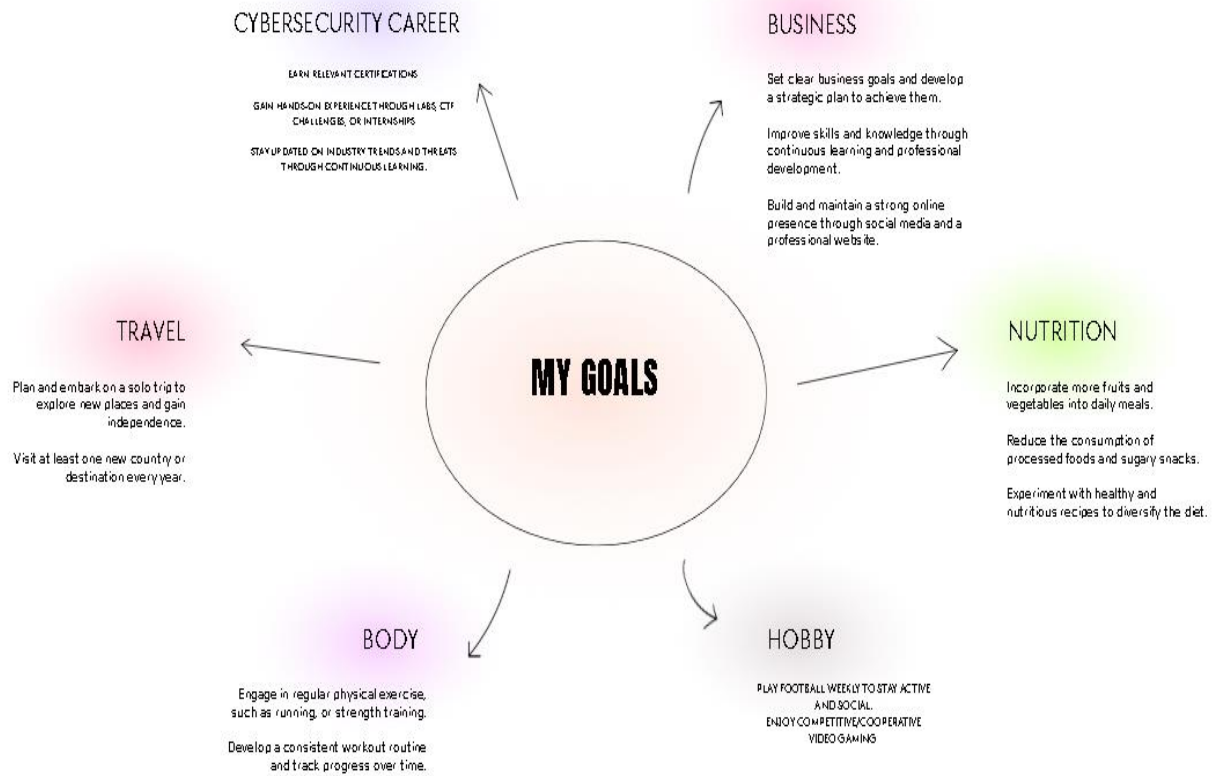 CYBERSECURITY CAREER
EARN RELEVANT CERTIFICATIONS
GAIN HANDS-ON EXPERIENCE THROUGH LABS, CTF
CHALLENGES, OR INTERNSHIPS
STAY UPDATED ON INDUSTRY TRENDS AND THREATS
THROUGH CONTINUOUS LEARNING.
BUSINESS
Set clear business goals and develop
a strategic plan to achieve them.
Improve skills and knowledge through
continuous learning and professional
development.
Build and maintain a strong online
presence through social media and a
professional website.
TRAVEL
Plan and embark on a solo trip to
explore new places and gain
independence.
Visit at least one new country or
destination every year.
MY GOALS
NUTRITION
Incorporate more fruits and
vegetables into daily meals.
Reduce the consumption of
processed foods and sugary snacks.
Experiment with healthy and
nutritious recipes to diversify the diet.
BODY
Engage in regular physical exercise,
such as running, or strength training.
Develop a consistent workout routine
and track progress over time.
HOBBY
PLAY FOOTBALL WEEKLY TO STAY ACTIVE
AND SOCIAL.
ENJOY COMPETITIVE/COOPERATIVE
VIDEO GAMING